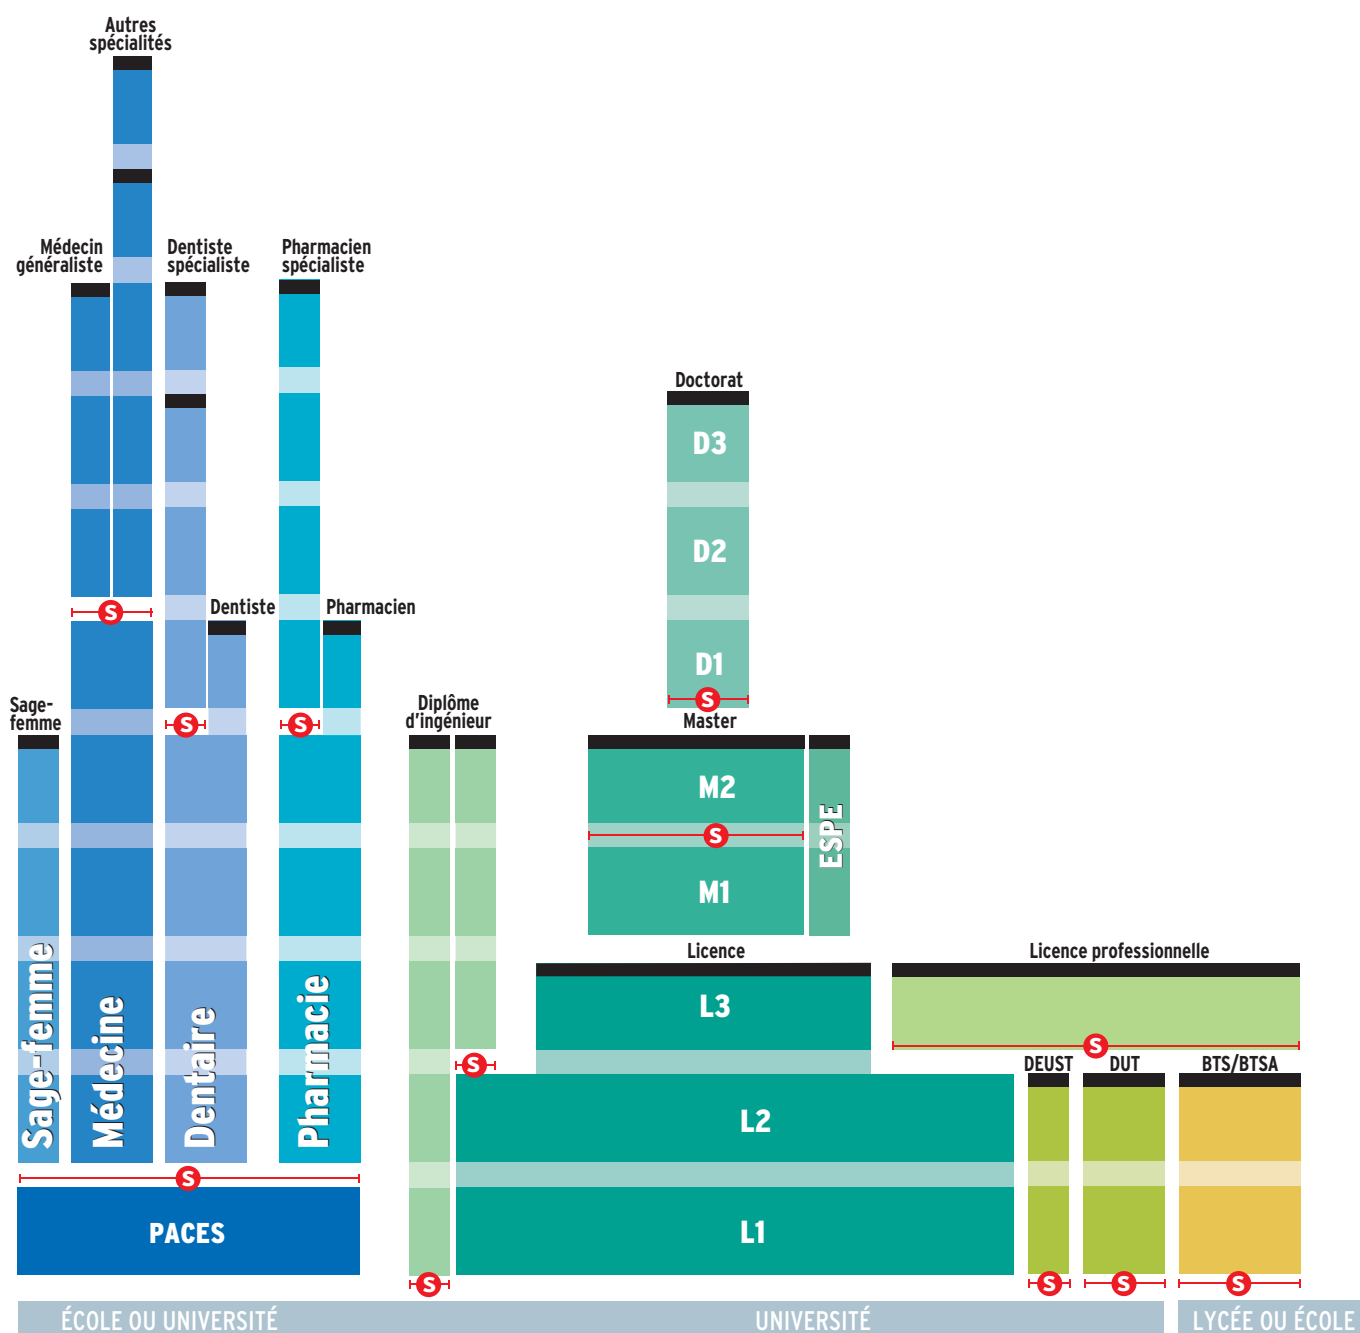 Autres
spécialités
Médecin
généraliste
Dentiste
spécialiste
Pharmacien
spécialiste
Doctorat
D3
D2
D1
S
Dentiste
Pharmacien
S
S
S
Sage-
femme
Diplôme
d'ingénieur
Master
M2
S
M1
ESPE
Licence
Licence professionnelle
L3
S
S
DEUST
DUT
BTS/BTSA
Sage-femme
Médecine
Dentaire
Pharmacie
L2
S
PACES
L1
S
S
S
S
ÉCOLE OU UNIVERSITÉ
UNIVERSITÉ
LYCÉE OU ÉCOLE